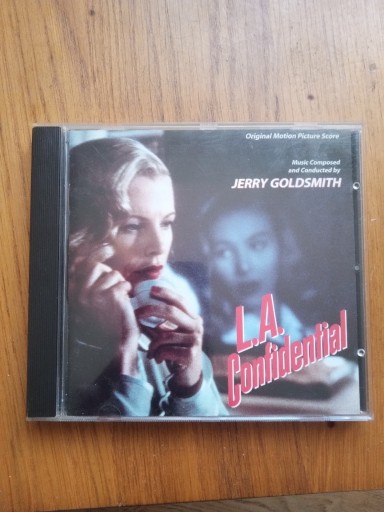 Original Motion Picture Score
Music Composed
and Conducted by
JERRY GOLDSMITH
L.A.
Confidential